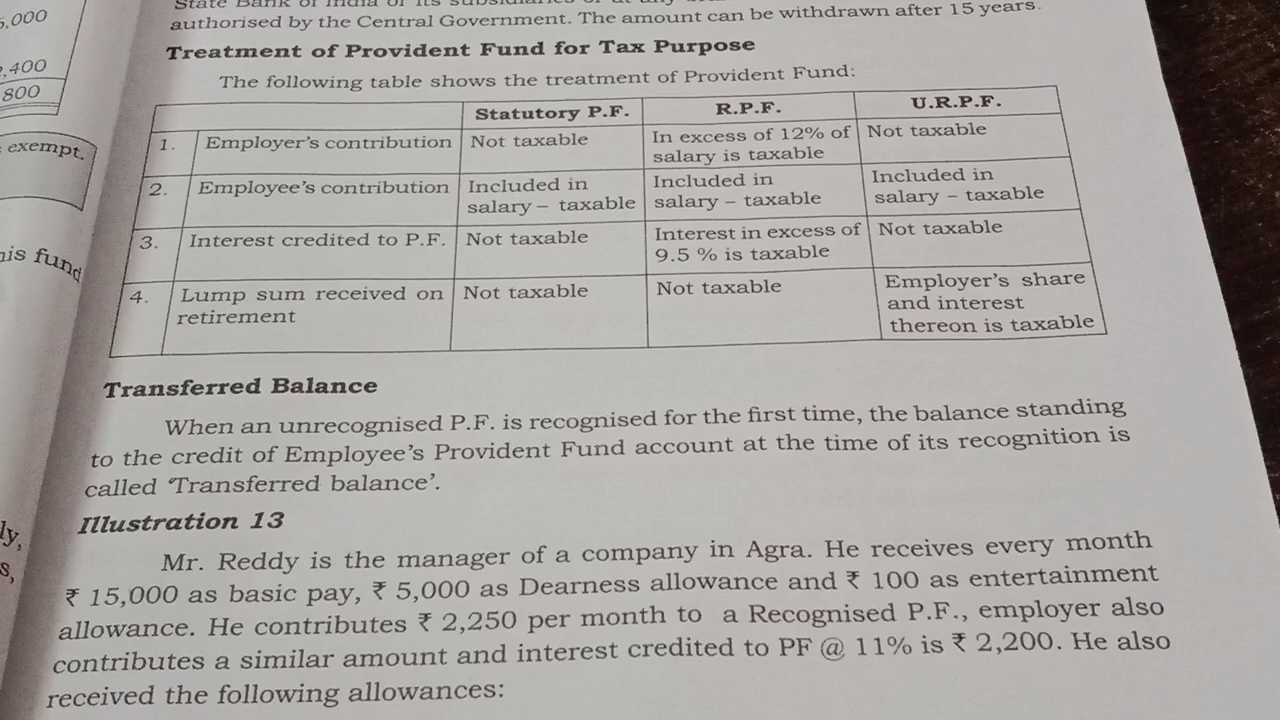 5,000
,400
800
exempt.
his fund
ly,
s,
authorised by the Central Government. The amount can be withdrawn after 15 years.
Treatment of Provident Fund for Tax Purpose
The following table shows the treatment of Provident Fund:
Statutory P.F. R.P.F. U.R.P.F.
1. Employer's contribution Not taxable In excess of 12% of salary is taxable Not taxable
2. Employee's contribution Included in salary – taxable Included in salary – taxable Included in salary – taxable
3. Interest credited to P.F. Not taxable Interest in excess of 9.5 % is taxable Not taxable
4. Lump sum received on retirement Not taxable Not taxable Employer's share and interest thereon is taxable
Transferred Balance
When an unrecognised P.F. is recognised for the first time, the balance standing
to the credit of Employee's Provident Fund account at the time of its recognition is
called 'Transferred balance'.
Illustration 13
Mr. Reddy is the manager of a company in Agra. He receives every month
₹ 15,000 as basic pay, ₹ 5,000 as Dearness allowance and ₹ 100 as entertainment
allowance. He contributes ₹ 2,250 per month to a Recognised P.F., employer also
contributes a similar amount and interest credited to PF @ 11% is ₹ 2,200. He also
received the following allowances: